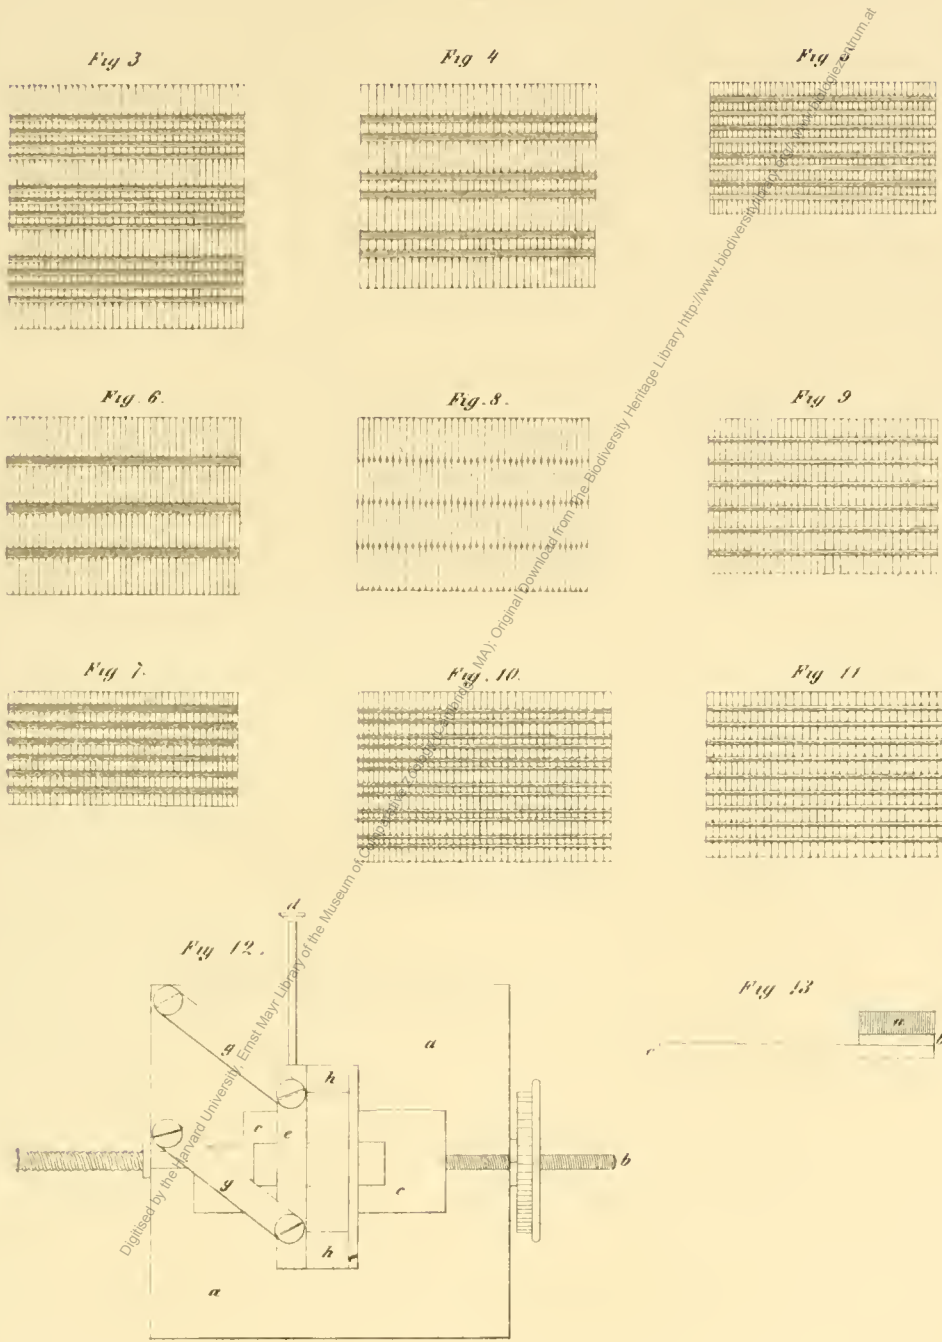 Fig 3
Fig 4
Fig
Fig. 6.
Fig. 8.
Fig 9
Fig 7.
Fig. 10.
Fig 11
Fig 12.
d
g
a
h
c
e
b
c
g
h
a
Fig 13
a
b
c
Digitised by the Harvard University, Ernst Mayr Library of the Museum of Comparative Zoology (Cambridge, MA); Original Download from The Biodiversity Heritage Library http://www.biodiversitylibrary.org/; www.biologiezentrum.at